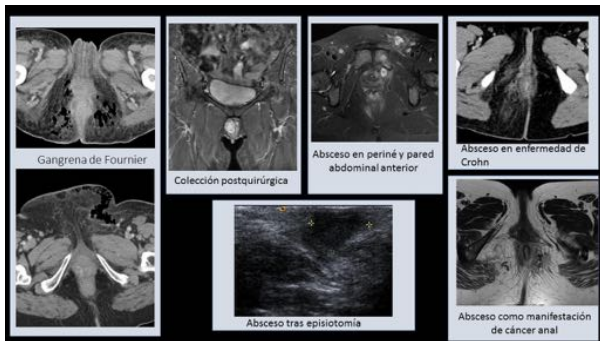 Gangrena de Fournier
Colección postquirúrgica
Absceso en periné y pared
abdominal anterior
Absceso en enfermedad de
Crohn
Absceso tras episiotomía
Absceso como manifestación
de cáncer anal